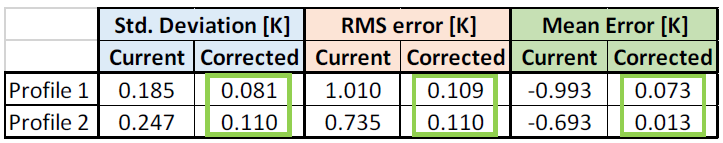 Std. Deviation [K] RMS error [K] Mean Error [K]
Current Corrected Current Corrected Current Corrected
Profile 1 0.185 0.081 1.010 0.109 -0.993 0.073
Profile 2 0.247 0.110 0.735 0.110 -0.693 0.013